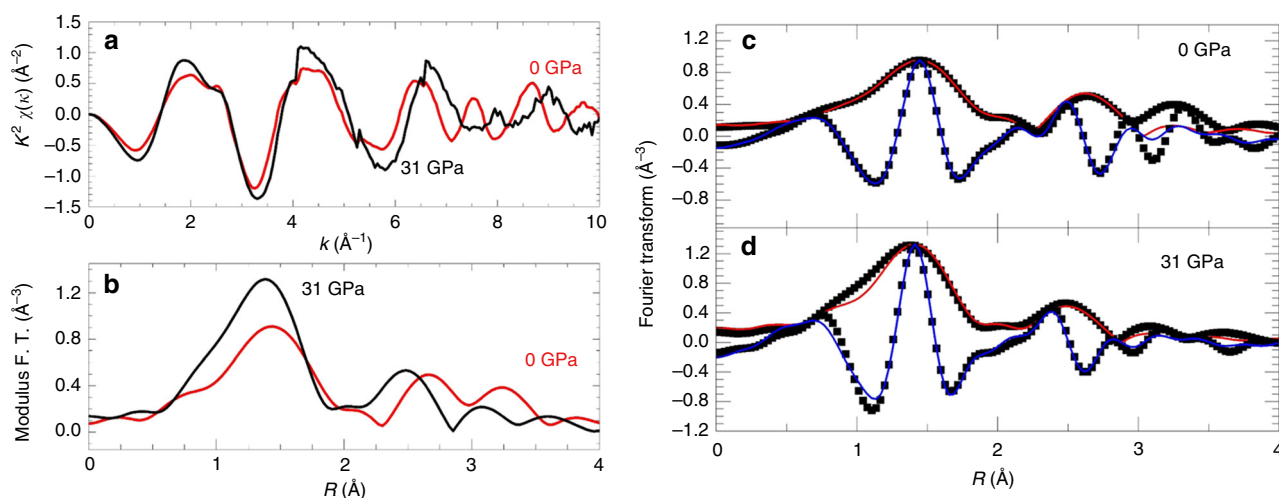 a
K² χ(κ) (Å⁻²)
1.5
1.0
0.5
0.0
−0.5
−1.0
−1.5
0 GPa
31 GPa
0 2 4 6 8 10
k (Å⁻¹)
b
Modulus F. T. (Å⁻³)
1.2
0.8
0.4
0.0
31 GPa
0 GPa
0 1 2 3 4
R (Å)
Fourier transform (Å⁻³)
c
0 GPa
1.2
0.8
0.4
0.0
−0.4
−0.8
d
31 GPa
1.2
0.8
0.4
0.0
−0.4
−0.8
−1.2
0 1 2 3 4
R (Å)